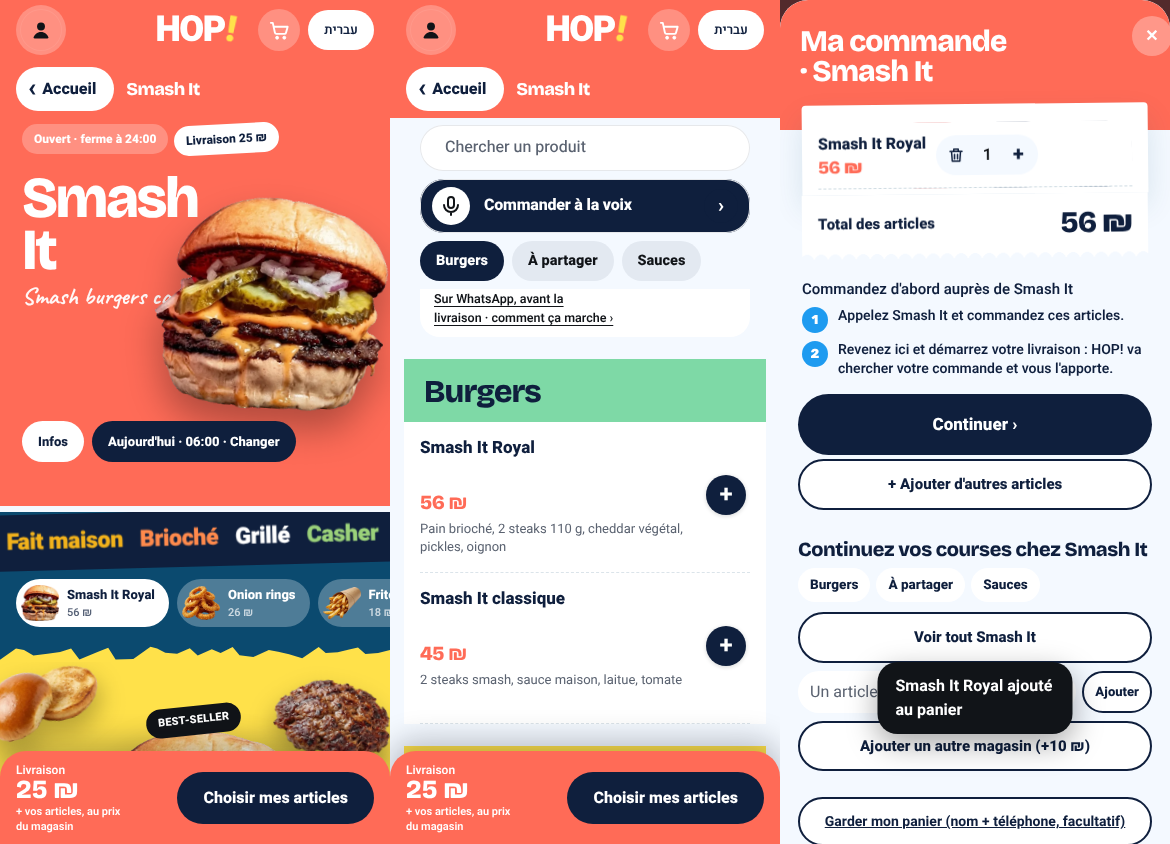 HOP!
עברית
‹ Accueil
Smash It
Ouvert · ferme à 24:00
Livraison 25 ₪
Smash
It
Smash burgers
Infos
Aujourd'hui · 06:00 · Changer
Fait maison Brioché Grillé Casher
Smash It Royal
56 ₪
Onion rings
26 ₪
18 ₪
BEST-SELLER
Livraison
25 ₪
+ vos articles, au prix
du magasin
Choisir mes articles
HOP!
עברית
‹ Accueil
Smash It
Chercher un produit
Commander à la voix ›
Burgers
À partager
Sauces
Sur WhatsApp, avant la
livraison · comment ça marche ›
Burgers
Smash It Royal
56 ₪
+
Pain brioché, 2 steaks 110 g, cheddar végétal,
pickles, oignon
Smash It classique
45 ₪
+
2 steaks smash, sauce maison, laitue, tomate
Livraison
25 ₪
+ vos articles, au prix
du magasin
Choisir mes articles
Ma commande
· Smash It
×
Smash It Royal
56 ₪
1 +
Total des articles
56 ₪
Commandez d'abord auprès de Smash It
1 Appelez Smash It et commandez ces articles.
2 Revenez ici et démarrez votre livraison : HOP! va
chercher votre commande et vous l'apporte.
Continuer ›
+ Ajouter d'autres articles
Continuez vos courses chez Smash It
Burgers
À partager
Sauces
Voir tout Smash It
Un article
Ajouter
Smash It Royal ajouté
au panier
Ajouter un autre magasin (+10 ₪)
Garder mon panier (nom + téléphone, facultatif)